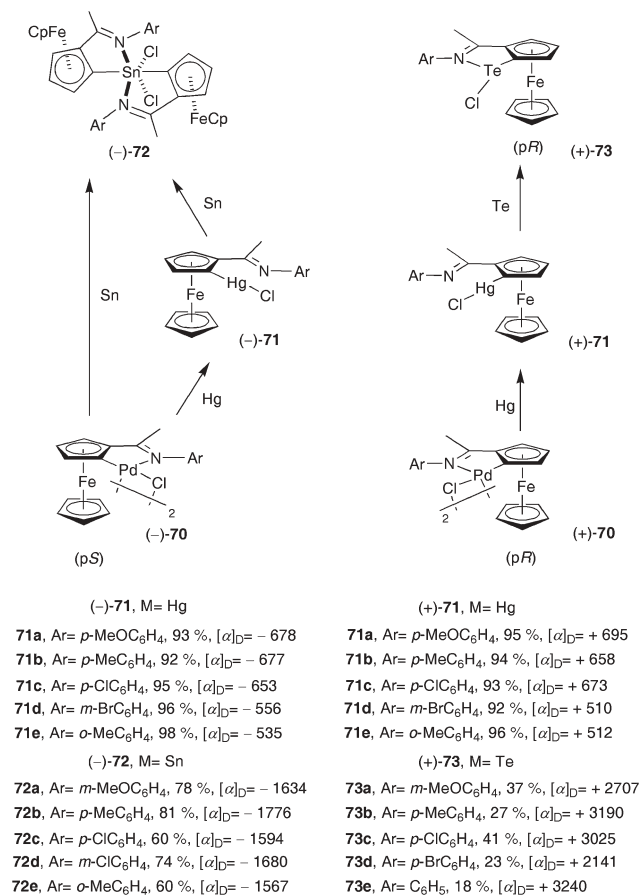 CpFe
N
Ar
Cl
Sn
Cl
N
Ar
FeCp
(−)-72
Ar
N
Te
Cl
Fe
(pR)
(+)-73
Sn
Te
Sn
N
Ar
Hg
Cl
Fe
(−)-71
Ar
N
Hg
Cl
Fe
(+)-71
Hg
Hg
N
Ar
Pd
Cl
Fe
2
(−)-70
(pS)
Ar
N
Pd
Cl
Fe
2
(+)-70
(pR)
(−)-71, M= Hg
71a, Ar= p-MeOC₆H₄, 93 %, [α]D= − 678
71b, Ar= p-MeC₆H₄, 92 %, [α]D= − 677
71c, Ar= p-ClC₆H₄, 95 %, [α]D= − 653
71d, Ar= m-BrC₆H₄, 96 %, [α]D= − 556
71e, Ar= o-MeC₆H₄, 98 %, [α]D= − 535
(−)-72, M= Sn
72a, Ar= m-MeOC₆H₄, 78 %, [α]D= − 1634
72b, Ar= p-MeC₆H₄, 81 %, [α]D= − 1776
72c, Ar= p-ClC₆H₄, 60 %, [α]D= − 1594
72d, Ar= m-ClC₆H₄, 74 %, [α]D= − 1680
72e, Ar= o-MeC₆H₄, 60 %, [α]D= − 1567
(+)-71, M= Hg
71a, Ar= p-MeOC₆H₄, 95 %, [α]D= + 695
71b, Ar= p-MeC₆H₄, 94 %, [α]D= + 658
71c, Ar= p-ClC₆H₄, 93 %, [α]D= + 673
71d, Ar= m-BrC₆H₄, 92 %, [α]D= + 510
71e, Ar= o-MeC₆H₄, 96 %, [α]D= + 512
(+)-73, M= Te
73a, Ar= m-MeOC₆H₄, 37 %, [α]D= + 2707
73b, Ar= p-MeC₆H₄, 27 %, [α]D= + 3190
73c, Ar= p-ClC₆H₄, 41 %, [α]D= + 3025
73d, Ar= p-BrC₆H₄, 23 %, [α]D= + 2141
73e, Ar= C₆H₅, 18 %, [α]D= + 3240